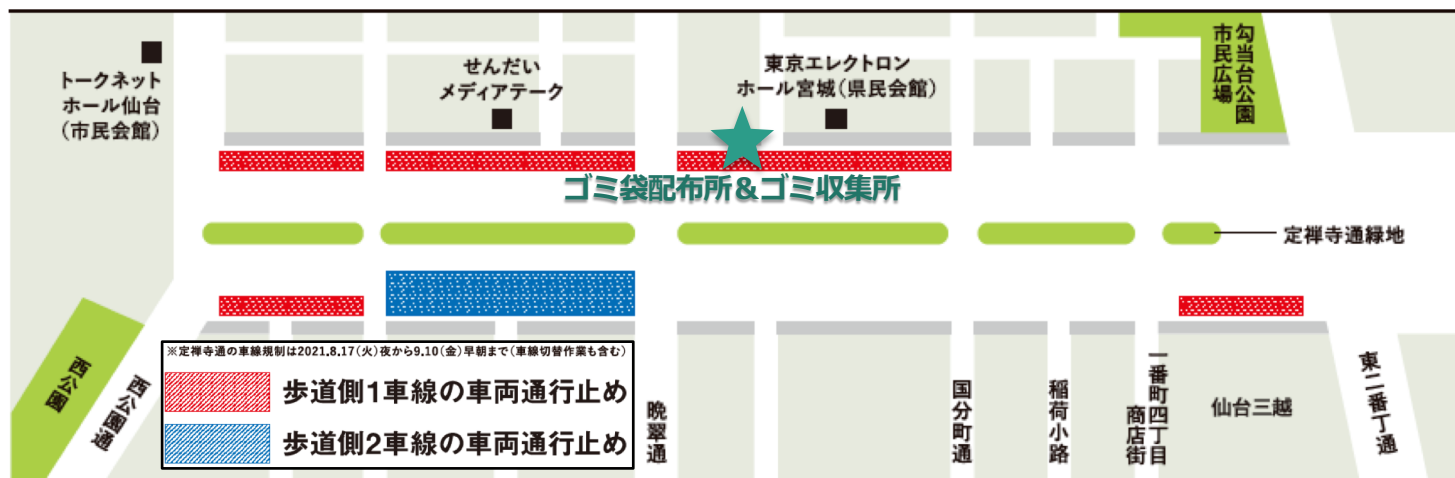 トークネット
ホール仙台
(市民会館)
せんだい
メディアテーク
東京エレクトロン
ホール宮城(県民会館)
勾当台公園
市民広場
ゴミ袋配布所&ゴミ収集所
定禅寺通緑地
西公園
西公園通
※定禅寺通の車線規制は2021.8.17(火)夜から9.10(金)早朝まで(車線切替作業も含む)
歩道側1車線の車両通行止め
歩道側2車線の車両通行止め
晩翠通
国分町通
稲荷小路
一番町四丁目
商店街
仙台三越
東二番丁通